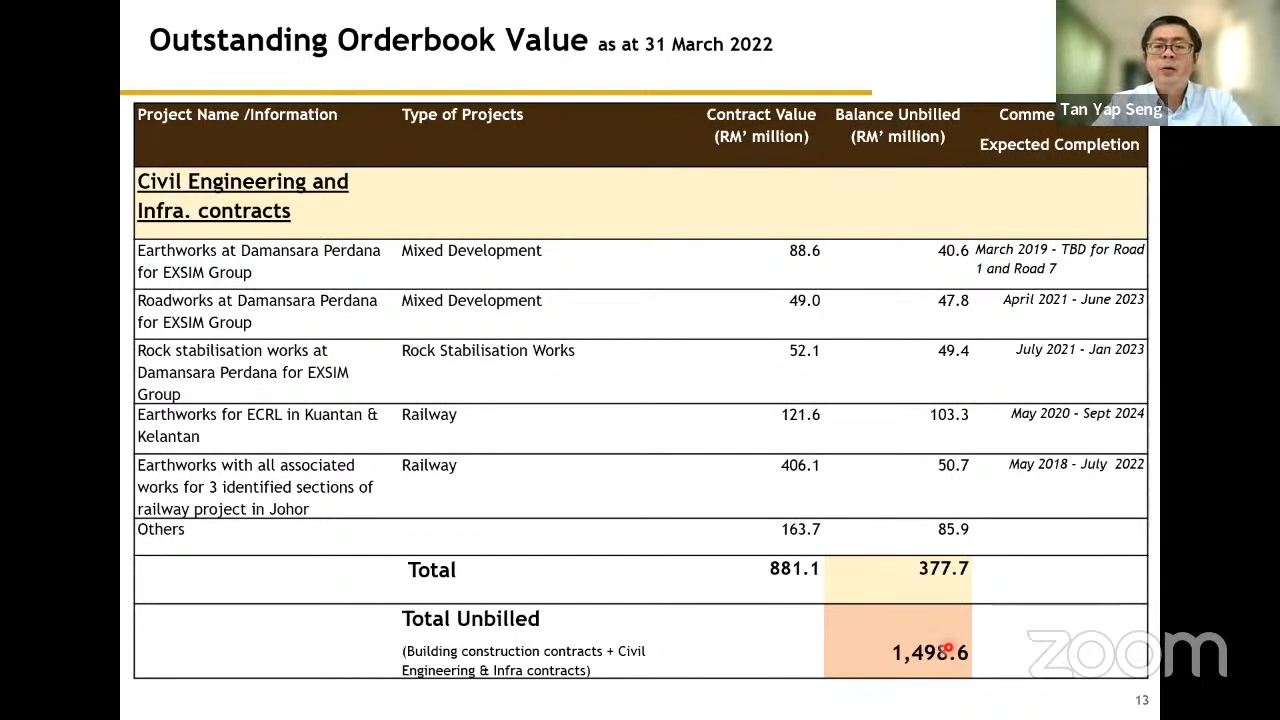 Outstanding Orderbook Value as at 31 March 2022
Tan Yap Seng
Project Name /Information Type of Projects Contract Value Balance Unbilled Comme
(RM’ million) (RM’ million) Expected Completion
Civil Engineering and
Infra. contracts
Earthworks at Damansara Perdana Mixed Development 88.6 40.6 March 2019 – TBD for Road
for EXSIM Group 1 and Road 7
Roadworks at Damansara Perdana Mixed Development 49.0 47.8 April 2021 – June 2023
for EXSIM Group
Rock stabilisation works at Rock Stabilisation Works 52.1 49.4 July 2021 – Jan 2023
Damansara Perdana for EXSIM
Group
Earthworks for ECRL in Kuantan & Railway 121.6 103.3 May 2020 – Sept 2024
Kelantan
Earthworks with all associated Railway 406.1 50.7 May 2018 – July 2022
works for 3 identified sections of
railway project in Johor
Others 163.7 85.9
Total 881.1 377.7
Total Unbilled
(Building construction contracts + Civil 1,498.6
Engineering & Infra contracts)
zoom
13